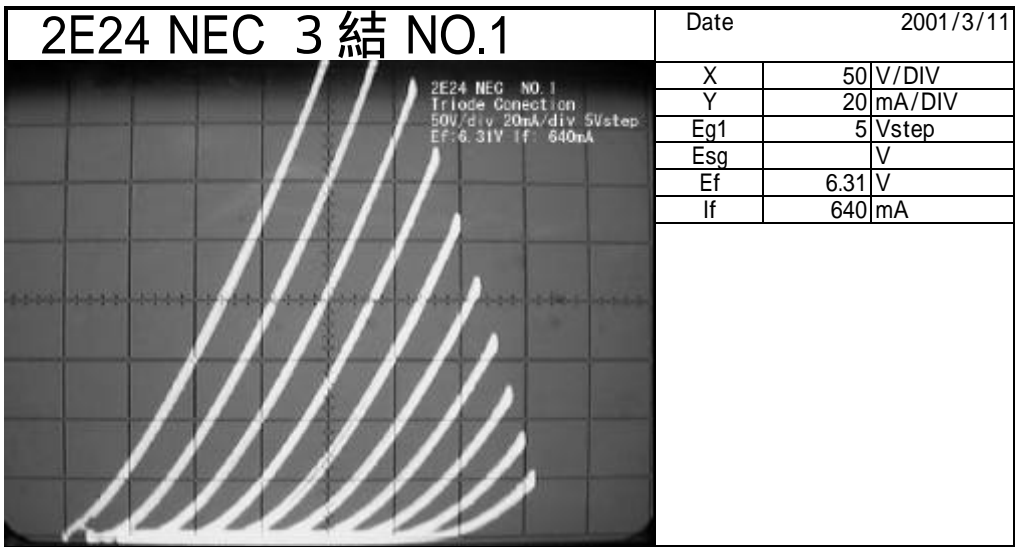 2E24 NEC 3結 NO.1
Date 2001/3/11
2E24 NEC NO.1
Triode Conection
50V/div 20mA/div 5Vstep
Ef:6.31V If: 640mA
X 50 V/DIV
Y 20 mA/DIV
Eg1 5 Vstep
Esg V
Ef 6.31 V
If 640 mA